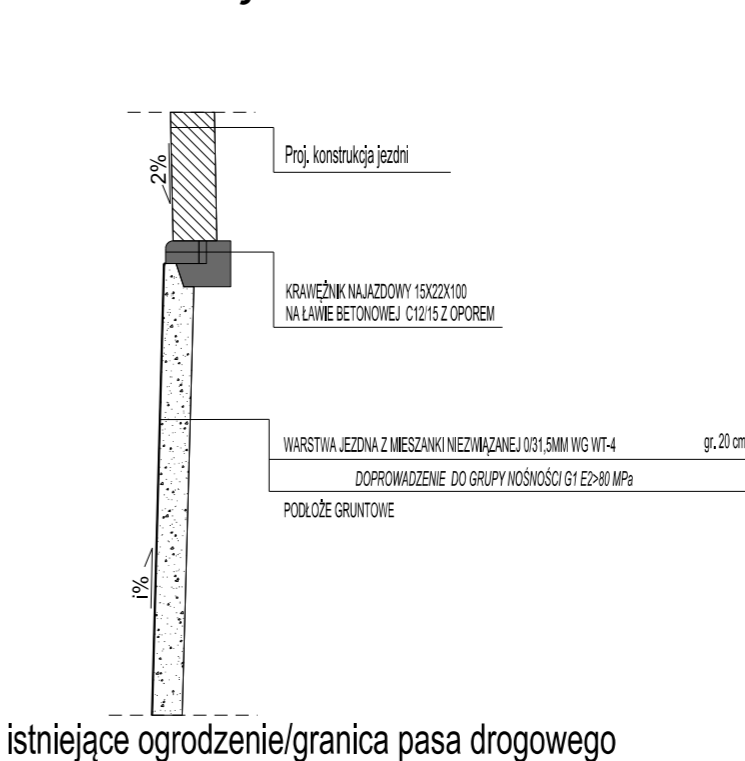 Proj. konstrukcja jezdni
2%
KRAWĘŻNIK NAJAZDOWY 15X22X100
NA ŁAWIE BETONOWEJ C12/15 Z OPOREM
WARSTWA JEZDNA Z MIESZANKI NIEZWIĄZANEJ 0/31,5MM WG WT-4 gr. 20 cm
DOPROWADZENIE DO GRUPY NOŚNOŚCI G1 E2>80 MPa
PODŁOŻE GRUNTOWE
i%
istniejące ogrodzenie/granica pasa drogowego